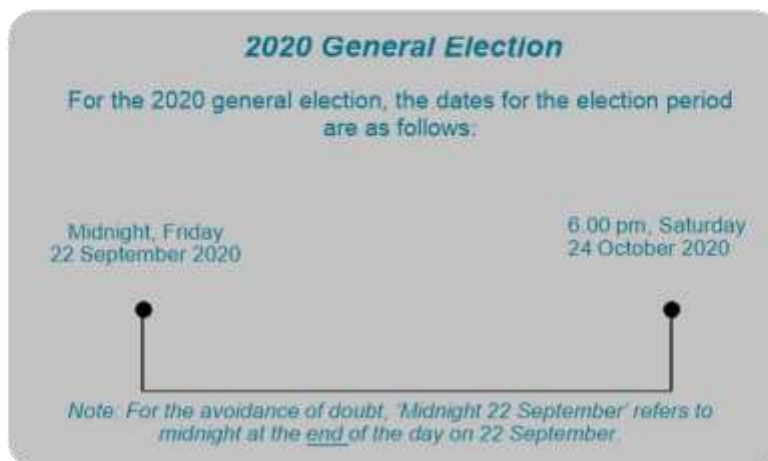 2020 General Election
For the 2020 general election, the dates for the election period
are as follows:
Midnight, Friday
22 September 2020
6.00 pm, Saturday
24 October 2020
Note: For the avoidance of doubt, 'Midnight 22 September' refers to
midnight at the end of the day on 22 September.